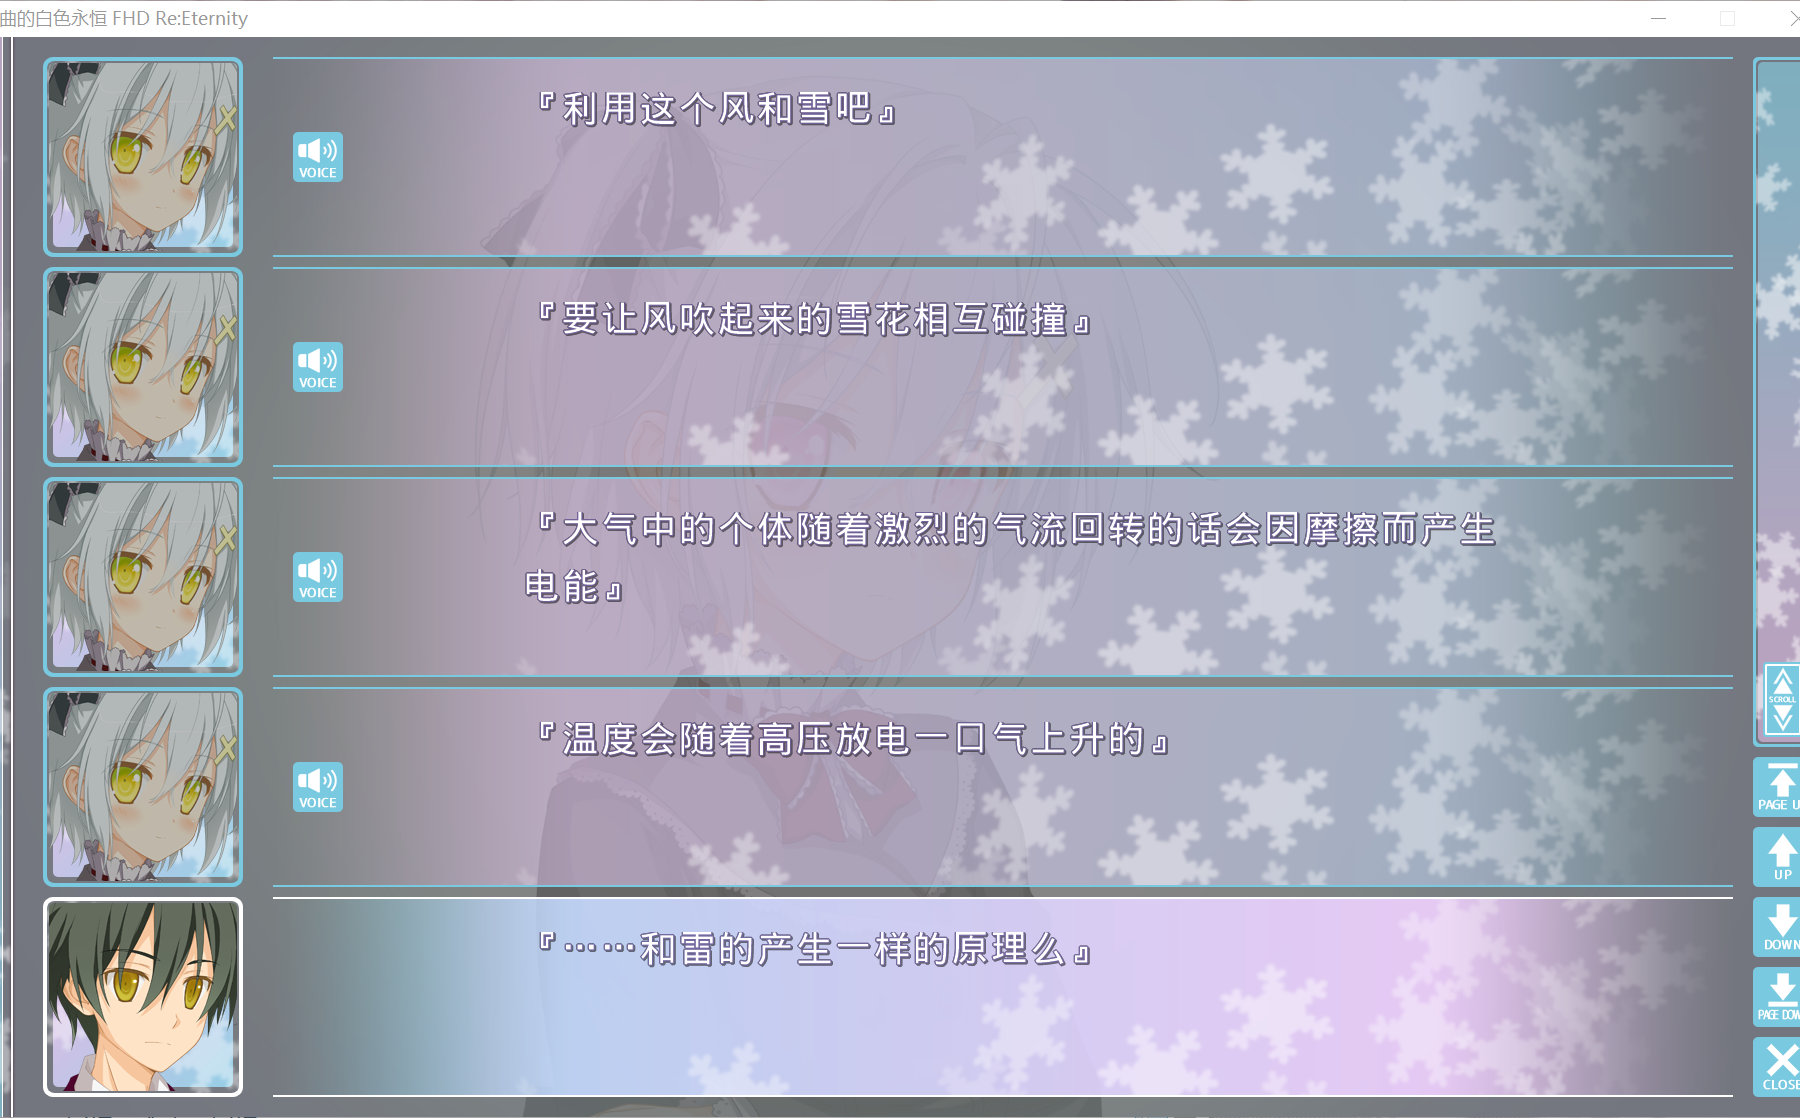 曲的白色永恒 FHD Re:Eternity
『利用这个风和雪吧』
VOICE
『要让风吹起来的雪花相互碰撞』
VOICE
『大气中的个体随着激烈的气流回转的话会因摩擦而产生
电能』
VOICE
『温度会随着高压放电一口气上升的』
VOICE
『……和雷的产生一样的原理么』
SCROLL
PAGE U
UP
DOWN
PAGE DOW
CLOSE